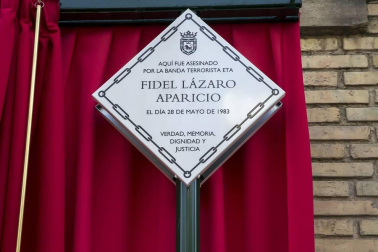 AQUÍ FUE ASESINADO
POR LA BANDA TERRORISTA ETA
FIDEL LÁZARO
APARICIO
EL DÍA 28 DE MAYO DE 1983
VERDAD, MEMORIA,
DIGNIDAD Y
JUSTICIA